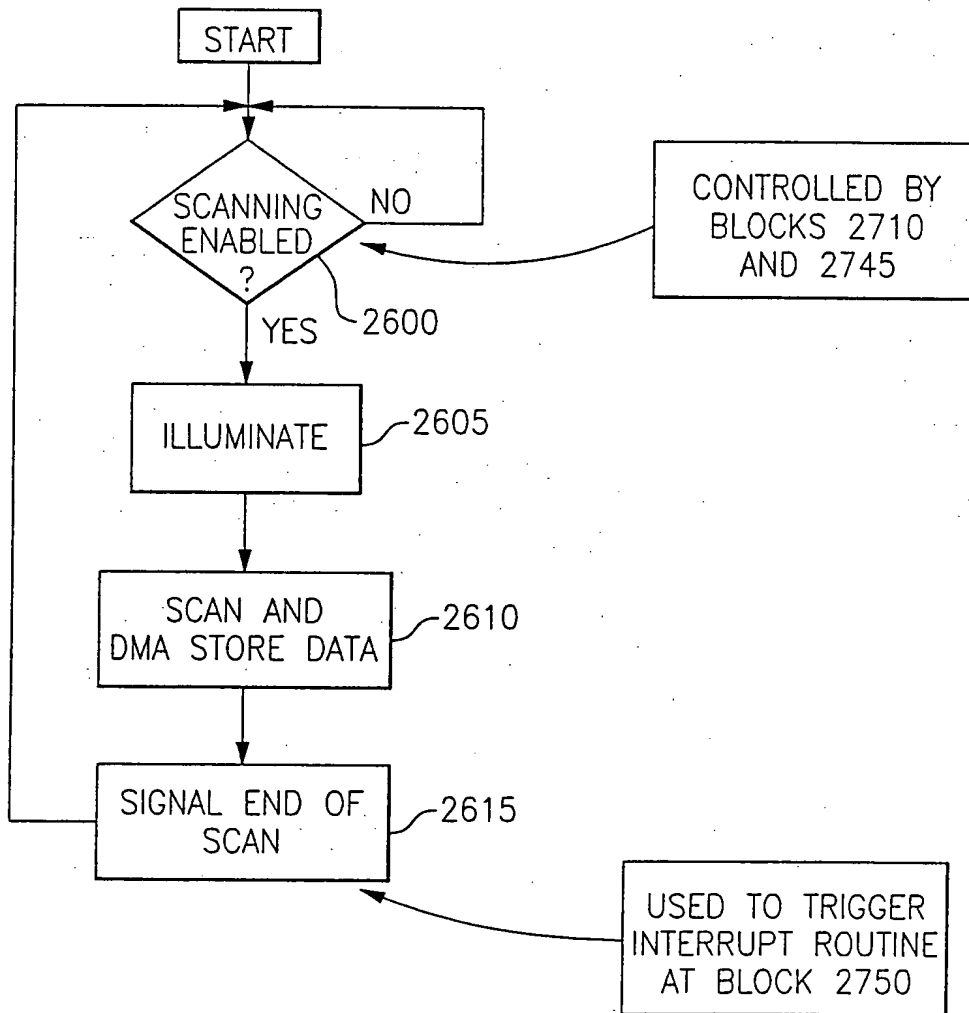 START
SCANNING
ENABLED
?
NO
YES
2600
CONTROLLED BY
BLOCKS 2710
AND 2745
ILLUMINATE
2605
SCAN AND
DMA STORE DATA
2610
SIGNAL END OF
SCAN
2615
USED TO TRIGGER
INTERRUPT ROUTINE
AT BLOCK 2750